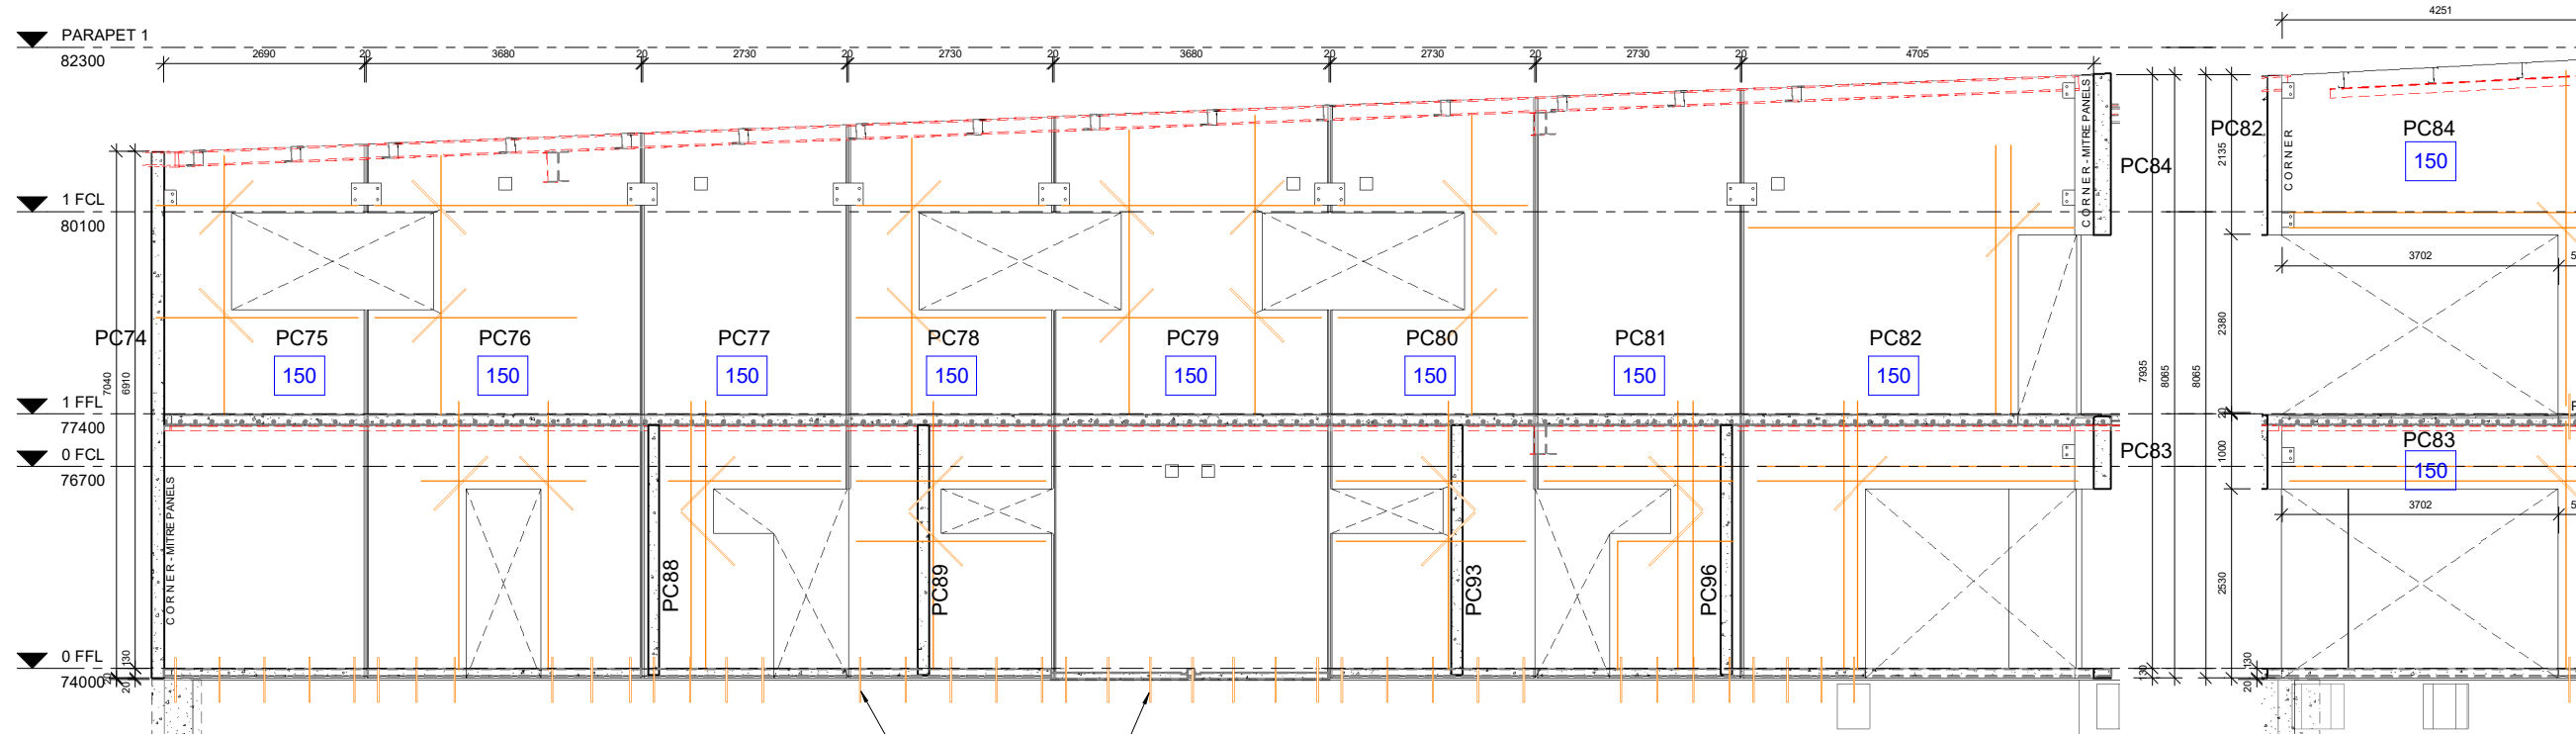 PARAPET 1
82300
2690 20 3680 20 2730 20 2730 20 3680 20 2730 20 2730 20 4705
4251
1 FCL
80100
1 FFL
77400
0 FCL
76700
0 FFL
74000
PC74
7040
6910
130
20
20
CORNER - MITRE PANELS
PC75
150
PC76
150
PC77
150
PC78
150
PC79
150
PC80
150
PC81
150
PC82
150
PC88
PC89
PC93
PC96
CORNER - MITRE PANELS
PC84
PC83
7935
8065
130
8065
PC82
2135
2380
20
1000
2530
130
20
CORNER
PC84
150
3702
PC83
150
3702